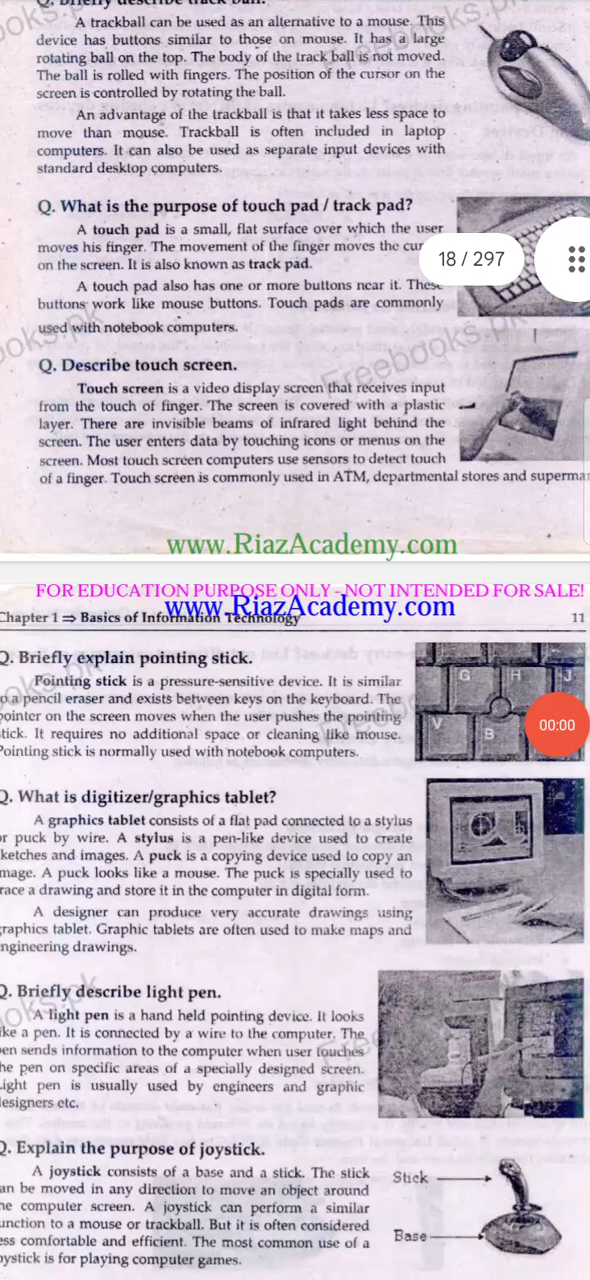 Q. Briefly describe track ball.
A trackball can be used as an alternative to a mouse. This
device has buttons similar to those on mouse. It has a large
rotating ball on the top. The body of the track ball is not moved.
The ball is rolled with fingers. The position of the cursor on the
screen is controlled by rotating the ball.
An advantage of the trackball is that it takes less space to
move than mouse. Trackball is often included in laptop
computers. It can also be used as separate input devices with
standard desktop computers.
Q. What is the purpose of touch pad / track pad?
A touch pad is a small, flat surface over which the user
moves his finger. The movement of the finger moves the cur
18 / 297
on the screen. It is also known as track pad.
A touch pad also has one or more buttons near it. These
buttons work like mouse buttons. Touch pads are commonly
used with notebook computers.
Freebooks.pk
Q. Describe touch screen.
Touch screen is a video display screen that receives input
from the touch of finger. The screen is covered with a plastic
layer. There are invisible beams of infrared light behind the
screen. The user enters data by touching icons or menus on the
screen. Most touch screen computers use sensors to detect touch
of a finger. Touch screen is commonly used in ATM, departmental stores and superma
www.RiazAcademy.com
FOR EDUCATION PURPOSE ONLY - NOT INTENDED FOR SALE!
www.RiazAcademy.com
Chapter 1 ⇒ Basics of Information Technology 11
Q. Briefly explain pointing stick.
Pointing stick is a pressure-sensitive device. It is similar
o a pencil eraser and exists between keys on the keyboard. The
pointer on the screen moves when the user pushes the pointing
tick. It requires no additional space or cleaning like mouse.
Pointing stick is normally used with notebook computers.
G H J
V B
00:00
Q. What is digitizer/graphics tablet?
A graphics tablet consists of a flat pad connected to a stylus
or puck by wire. A stylus is a pen-like device used to create
ketches and images. A puck is a copying device used to copy an
mage. A puck looks like a mouse. The puck is specially used to
race a drawing and store it in the computer in digital form.
A designer can produce very accurate drawings using
graphics tablet. Graphic tablets are often used to make maps and
ngineering drawings.
Q. Briefly describe light pen.
A light pen is a hand held pointing device. It looks
ke a pen. It is connected by a wire to the computer. The
en sends information to the computer when user touches
he pen on specific areas of a specially designed screen.
Light pen is usually used by engineers and graphic
designers etc.
Q. Explain the purpose of joystick.
A joystick consists of a base and a stick. The stick
an be moved in any direction to move an object around
he computer screen. A joystick can perform a similar
unction to a mouse or trackball. But it is often considered
ess comfortable and efficient. The most common use of a
oystick is for playing computer games.
Stick
Base